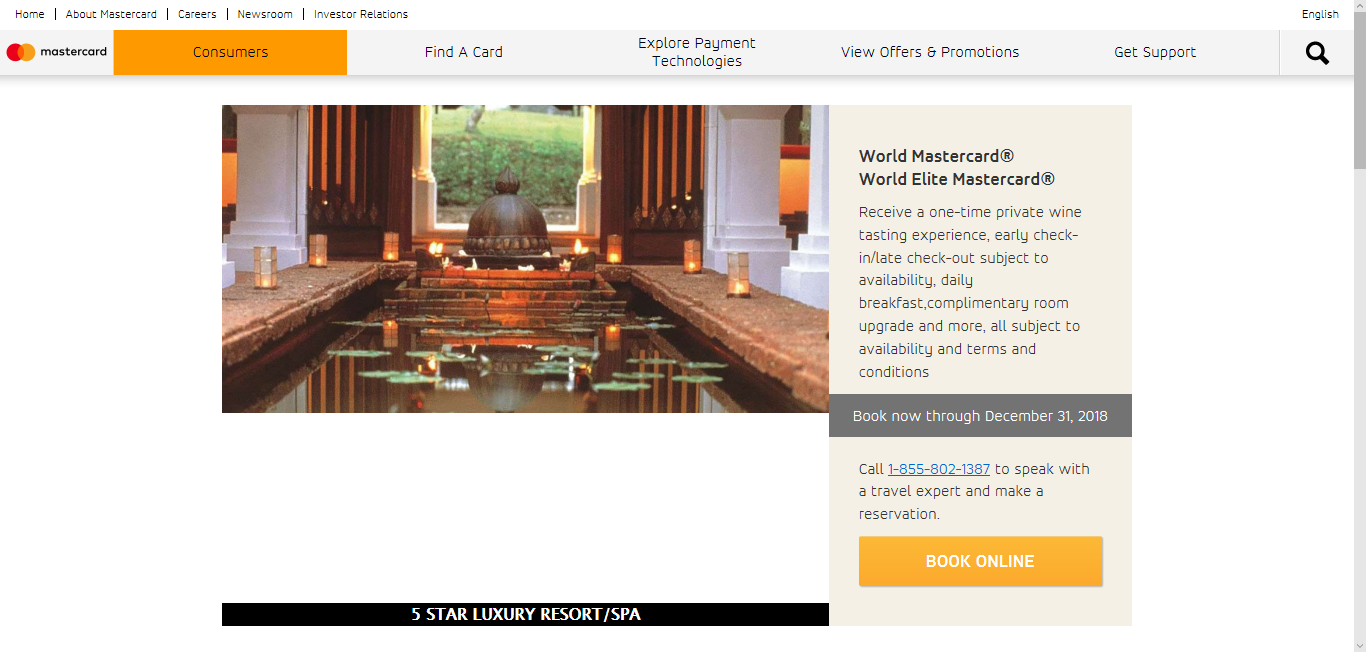 Home
About Mastercard
Careers
Newsroom
Investor Relations
English
mastercard
Consumers
Find A Card
Explore Payment
Technologies
View Offers & Promotions
Get Support
World Mastercard®
World Elite Mastercard®
Receive a one-time private wine
tasting experience, early check-
in/late check-out subject to
availability, daily
breakfast,complimentary room
upgrade and more, all subject to
availability and terms and
conditions
Book now through December 31, 2018
Call 1-855-802-1387 to speak with
a travel expert and make a
reservation.
BOOK ONLINE
5 STAR LUXURY RESORT/SPA